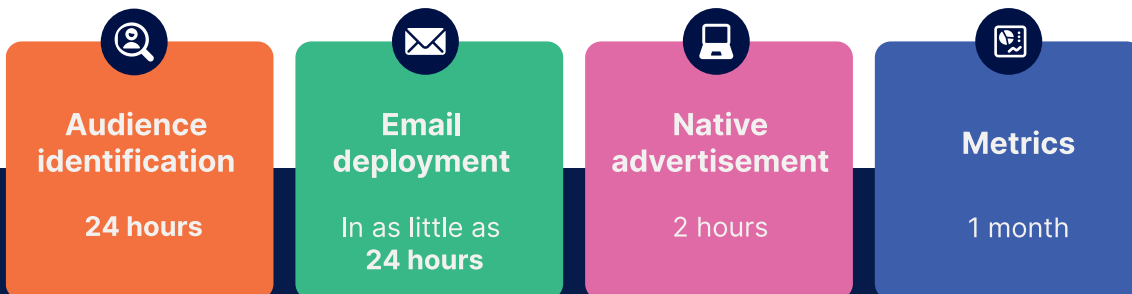 Audience
identification
24 hours
Email
deployment
In as little as
24 hours
Native
advertisement
2 hours
Metrics
1 month